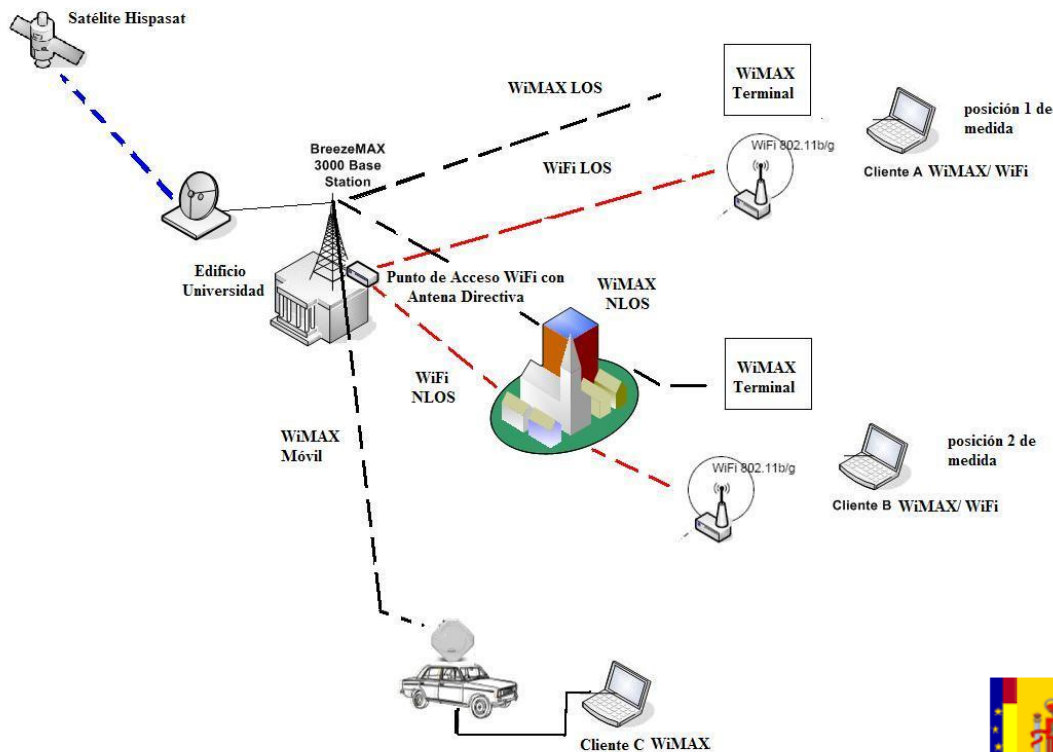 Satélite Hispasat
WiMAX LOS
WiMAX
Terminal
posición 1 de
medida
BreezeMAX
3000 Base
Station
WiFi LOS
WiFi 802.11b/g
Cliente A WiMAX/ WiFi
Edificio
Universidad
Punto de Acceso WiFi con
Antena Directiva
WiMAX
NLOS
WiFi
NLOS
WiMAX
Terminal
WiMAX
Móvil
posición 2 de
medida
WiFi 802.11b/g
Cliente B WiMAX/ WiFi
Cliente C WiMAX